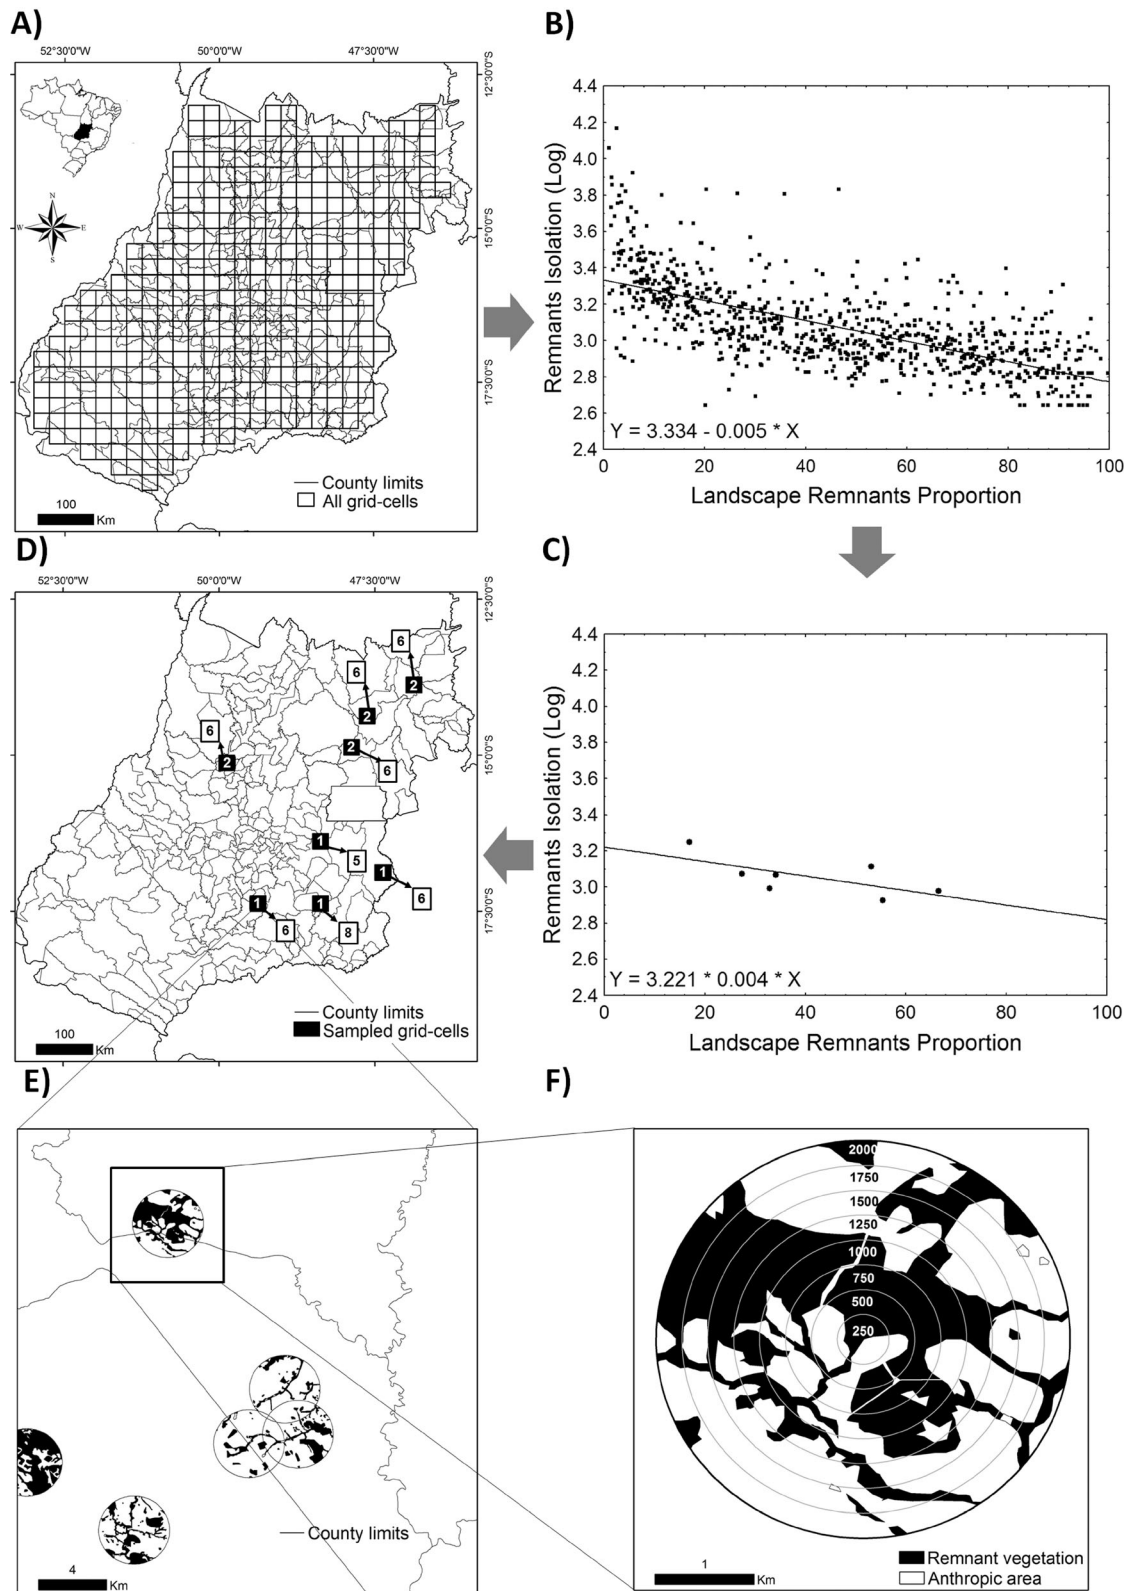 A)
52°30'0"W 50°0'0"W 47°30'0"W
12°30'0"S
15°0'0"S
17°30'0"S
N
W E
S
County limits
All grid-cells
100
Km
B)
Remnants Isolation (Log)
4.4
4.2
4.0
3.8
3.6
3.4
3.2
3.0
2.8
2.6
2.4
Y = 3.334 - 0.005 * X
0 20 40 60 80 100
Landscape Remnants Proportion
C)
Remnants Isolation (Log)
4.4
4.2
4.0
3.8
3.6
3.4
3.2
3.0
2.8
2.6
2.4
Y = 3.221 * 0.004 * X
0 20 40 60 80 100
Landscape Remnants Proportion
D)
52°30'0"W 50°0'0"W 47°30'0"W
12°30'0"S
15°0'0"S
17°30'0"S
6
2
6
2
6
2
2
6
1
5
1
6
1
6
1
8
County limits
Sampled grid-cells
100
Km
E)
County limits
4
Km
F)
2000
1750
1500
1250
1000
750
500
250
1
Km
Remnant vegetation
Anthropic area